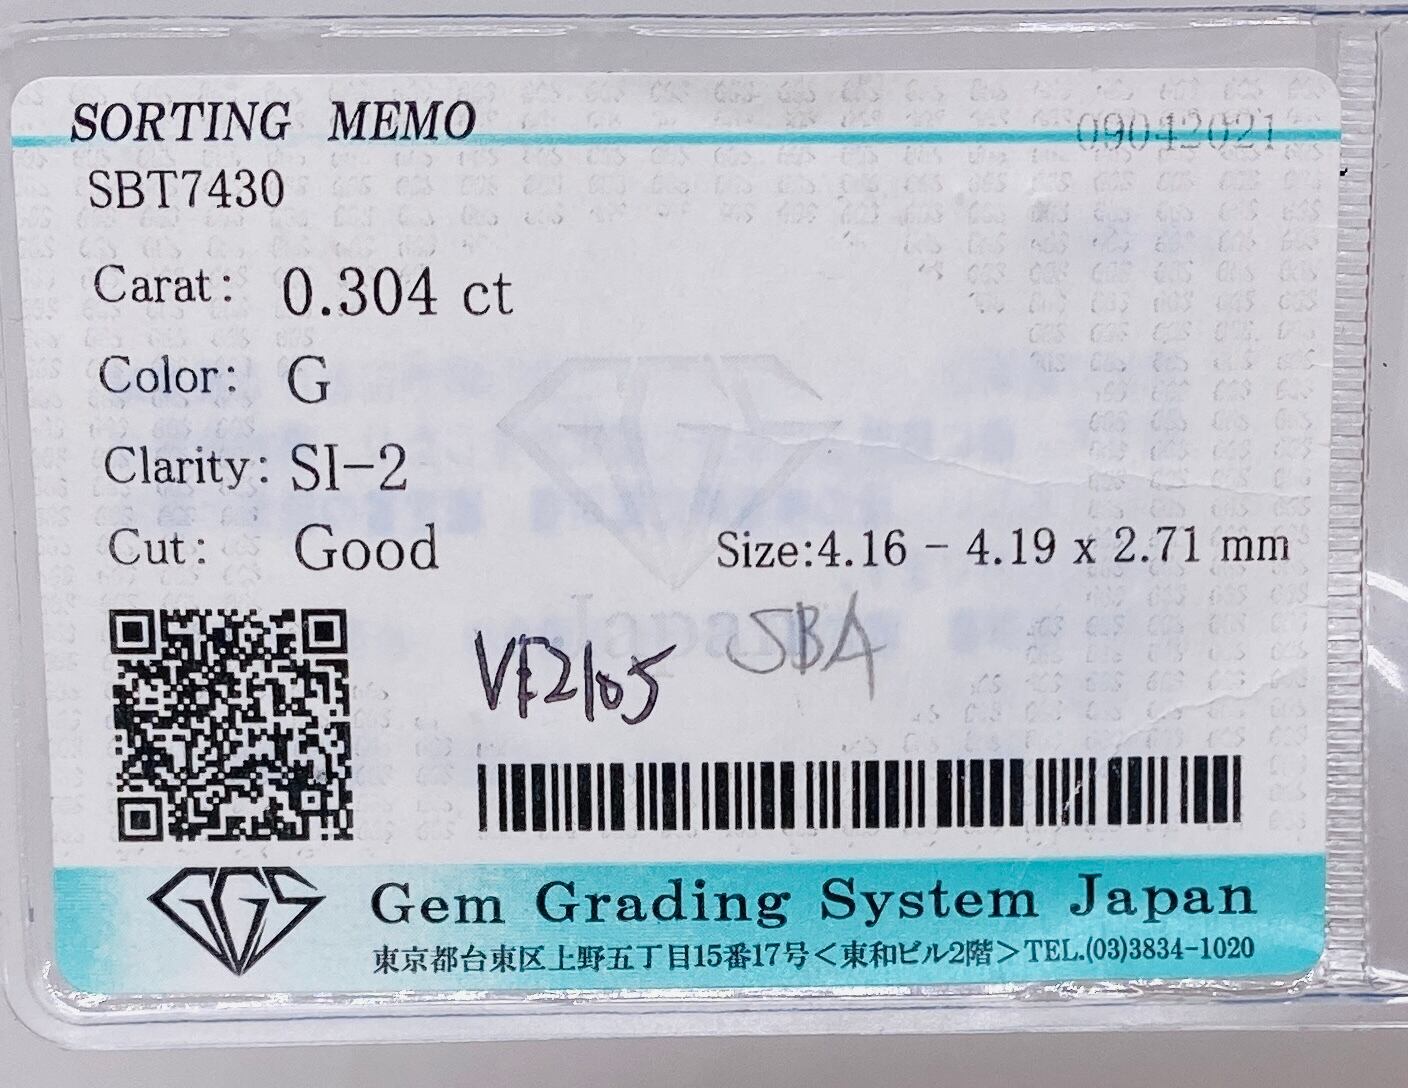 SORTING MEMO
09042021
SBT7430
Carat: 0.304 ct
Color: G
Clarity: SI-2
Cut: Good
Size:4.16 - 4.19 x 2.71 mm
Japan
SBA
GGS
Gem Grading System Japan
東京都台東区上野五丁目15番17号＜東和ビル2階＞TEL.(03)3834-1020